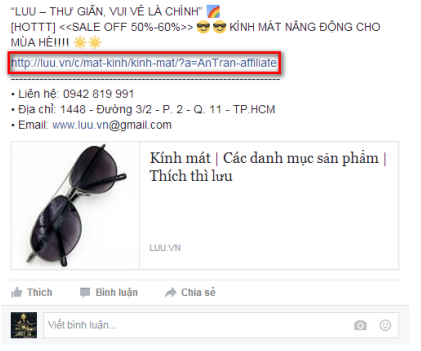 “LUU – THƯ GIÃN, VUI VẺ LÀ CHÍNH”
[HOTTT] <<SALE OFF 50%-60%>> 😎😎 KÍNH MÁT NĂNG ĐỘNG CHO
MÙA HÈ!!!! ☀☀
http://luu.vn/c/mat-kinh/kinh-mat/?a=AnTran-affiliate
------------------------------------------------------------
• Liên hệ: 0942 819 991
• Địa chỉ: 1448 - Đường 3/2 - P. 2 - Q. 11 - TP.HCM
• Email: www.luu.vn@gmail.com
Kính mát | Các danh mục sản phẩm |
Thích thì lưu
LUU.VN
Thích Bình luận Chia sẻ
Viết bình luận...